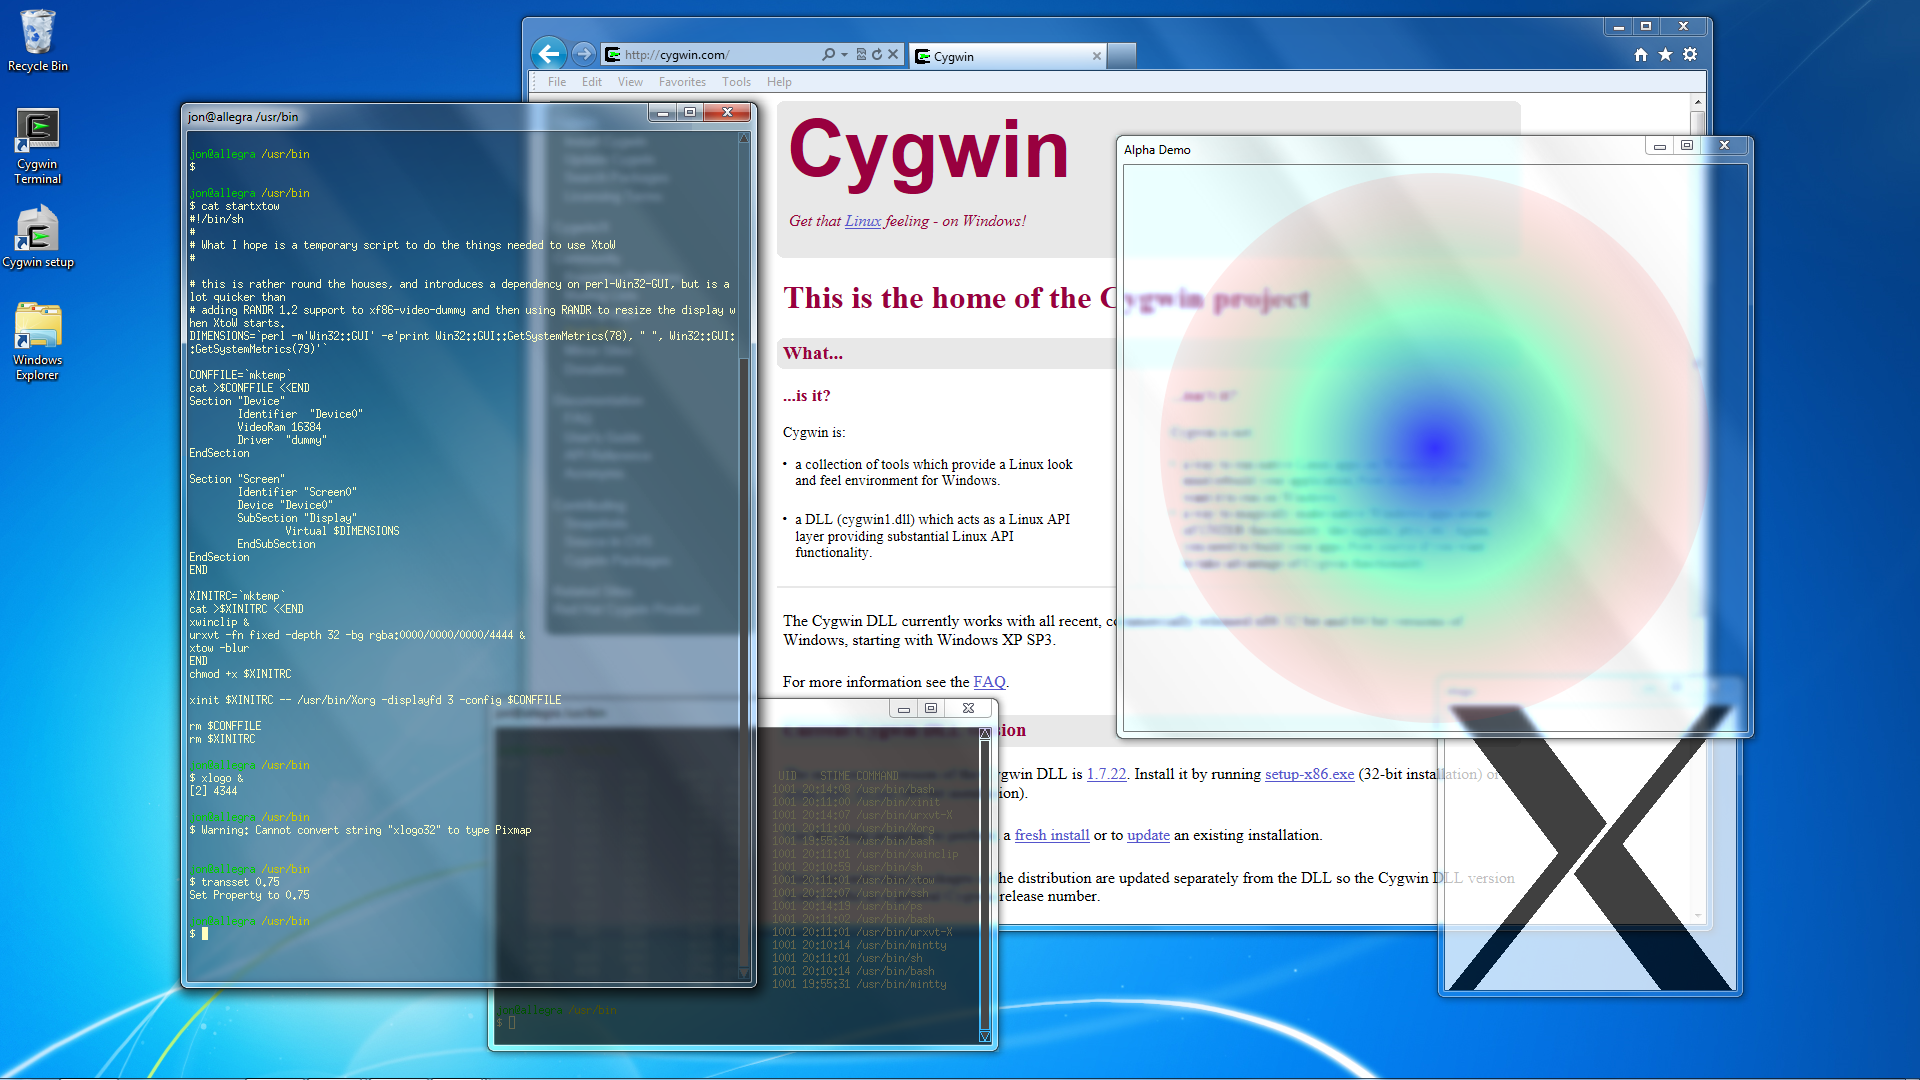 Recycle Bin
Cygwin
Terminal
Cygwin setup
Windows
Explorer
http://cygwin.com/
Cygwin
File Edit View Favorites Tools Help
jon@allegra /usr/bin
jon@allegra /usr/bin
$
jon@allegra /usr/bin
$ cat startxtow
#!/bin/sh
#
# What I hope is a temporary script to do the things needed to use XtoW
#
# this is rather round the houses, and introduces a dependency on perl-Win32-GUI, but is a
lot quicker than
# adding RANDR 1.2 support to xf86-video-dummy and then using RANDR to resize the display w
hen XtoW starts.
DIMENSIONS=`perl -m'Win32::GUI' -e'print Win32::GUI::GetSystemMetrics(78), " ", Win32::GUI:
:GetSystemMetrics(79)'`
CONFFILE=`mktemp`
cat >$CONFFILE <<END
Section "Device"
Identifier "Device0"
VideoRam 16384
Driver "dummy"
EndSection
Section "Screen"
Identifier "Screen0"
Device "Device0"
SubSection "Display"
Virtual $DIMENSIONS
EndSubSection
EndSection
END
XINITRC=`mktemp`
cat >$XINITRC <<END
xwinclip &
urxvt -fn fixed -depth 32 -bg rgba:0000/0000/0000/4444 &
xtow -blur
END
chmod +x $XINITRC
xinit $XINITRC -- /usr/bin/Xorg -displayfd 3 -config $CONFFILE
rm $CONFFILE
rm $XINITRC
jon@allegra /usr/bin
$ xlogo &
[2] 4344
jon@allegra /usr/bin
$ Warning: Cannot convert string "xlogo32" to type Pixmap
jon@allegra /usr/bin
$ transset 0.75
Set Property to 0.75
jon@allegra /usr/bin
$
Cygwin
Get that Linux feeling - on Windows!
This is the home of the Cygwin project
What...
...is it?
Cygwin is:
• a collection of tools which provide a Linux look
and feel environment for Windows.
• a DLL (cygwin1.dll) which acts as a Linux API
layer providing substantial Linux API
functionality.
The Cygwin DLL currently works with all recent,
Windows, starting with Windows XP SP3.
For more information see the FAQ.
Cygwin DLL is 1.7.22. Install it by running setup-x86.exe (32-bit installation) or
a fresh install or to update an existing installation.
the distribution are updated separately from the DLL so the Cygwin DLL version
release number.
Alpha Demo
UID STIME COMMAND
1001 20:14:08 /usr/bin/bash
1001 20:11:00 /usr/bin/xinit
1001 20:14:07 /usr/bin/urxvt-X
1001 20:11:00 /usr/bin/Xorg
1001 19:55:31 /usr/bin/bash
1001 20:11:01 /usr/bin/xwinclip
1001 20:10:59 /usr/bin/sh
1001 20:11:01 /usr/bin/xtow
1001 20:12:07 /usr/bin/ssh
1001 20:14:19 /usr/bin/ps
1001 20:11:02 /usr/bin/bash
1001 20:11:01 /usr/bin/urxvt-X
1001 20:10:14 /usr/bin/mintty
1001 20:11:01 /usr/bin/sh
1001 20:10:14 /usr/bin/bash
1001 19:55:31 /usr/bin/mintty
jon@allegra /usr/bin
$